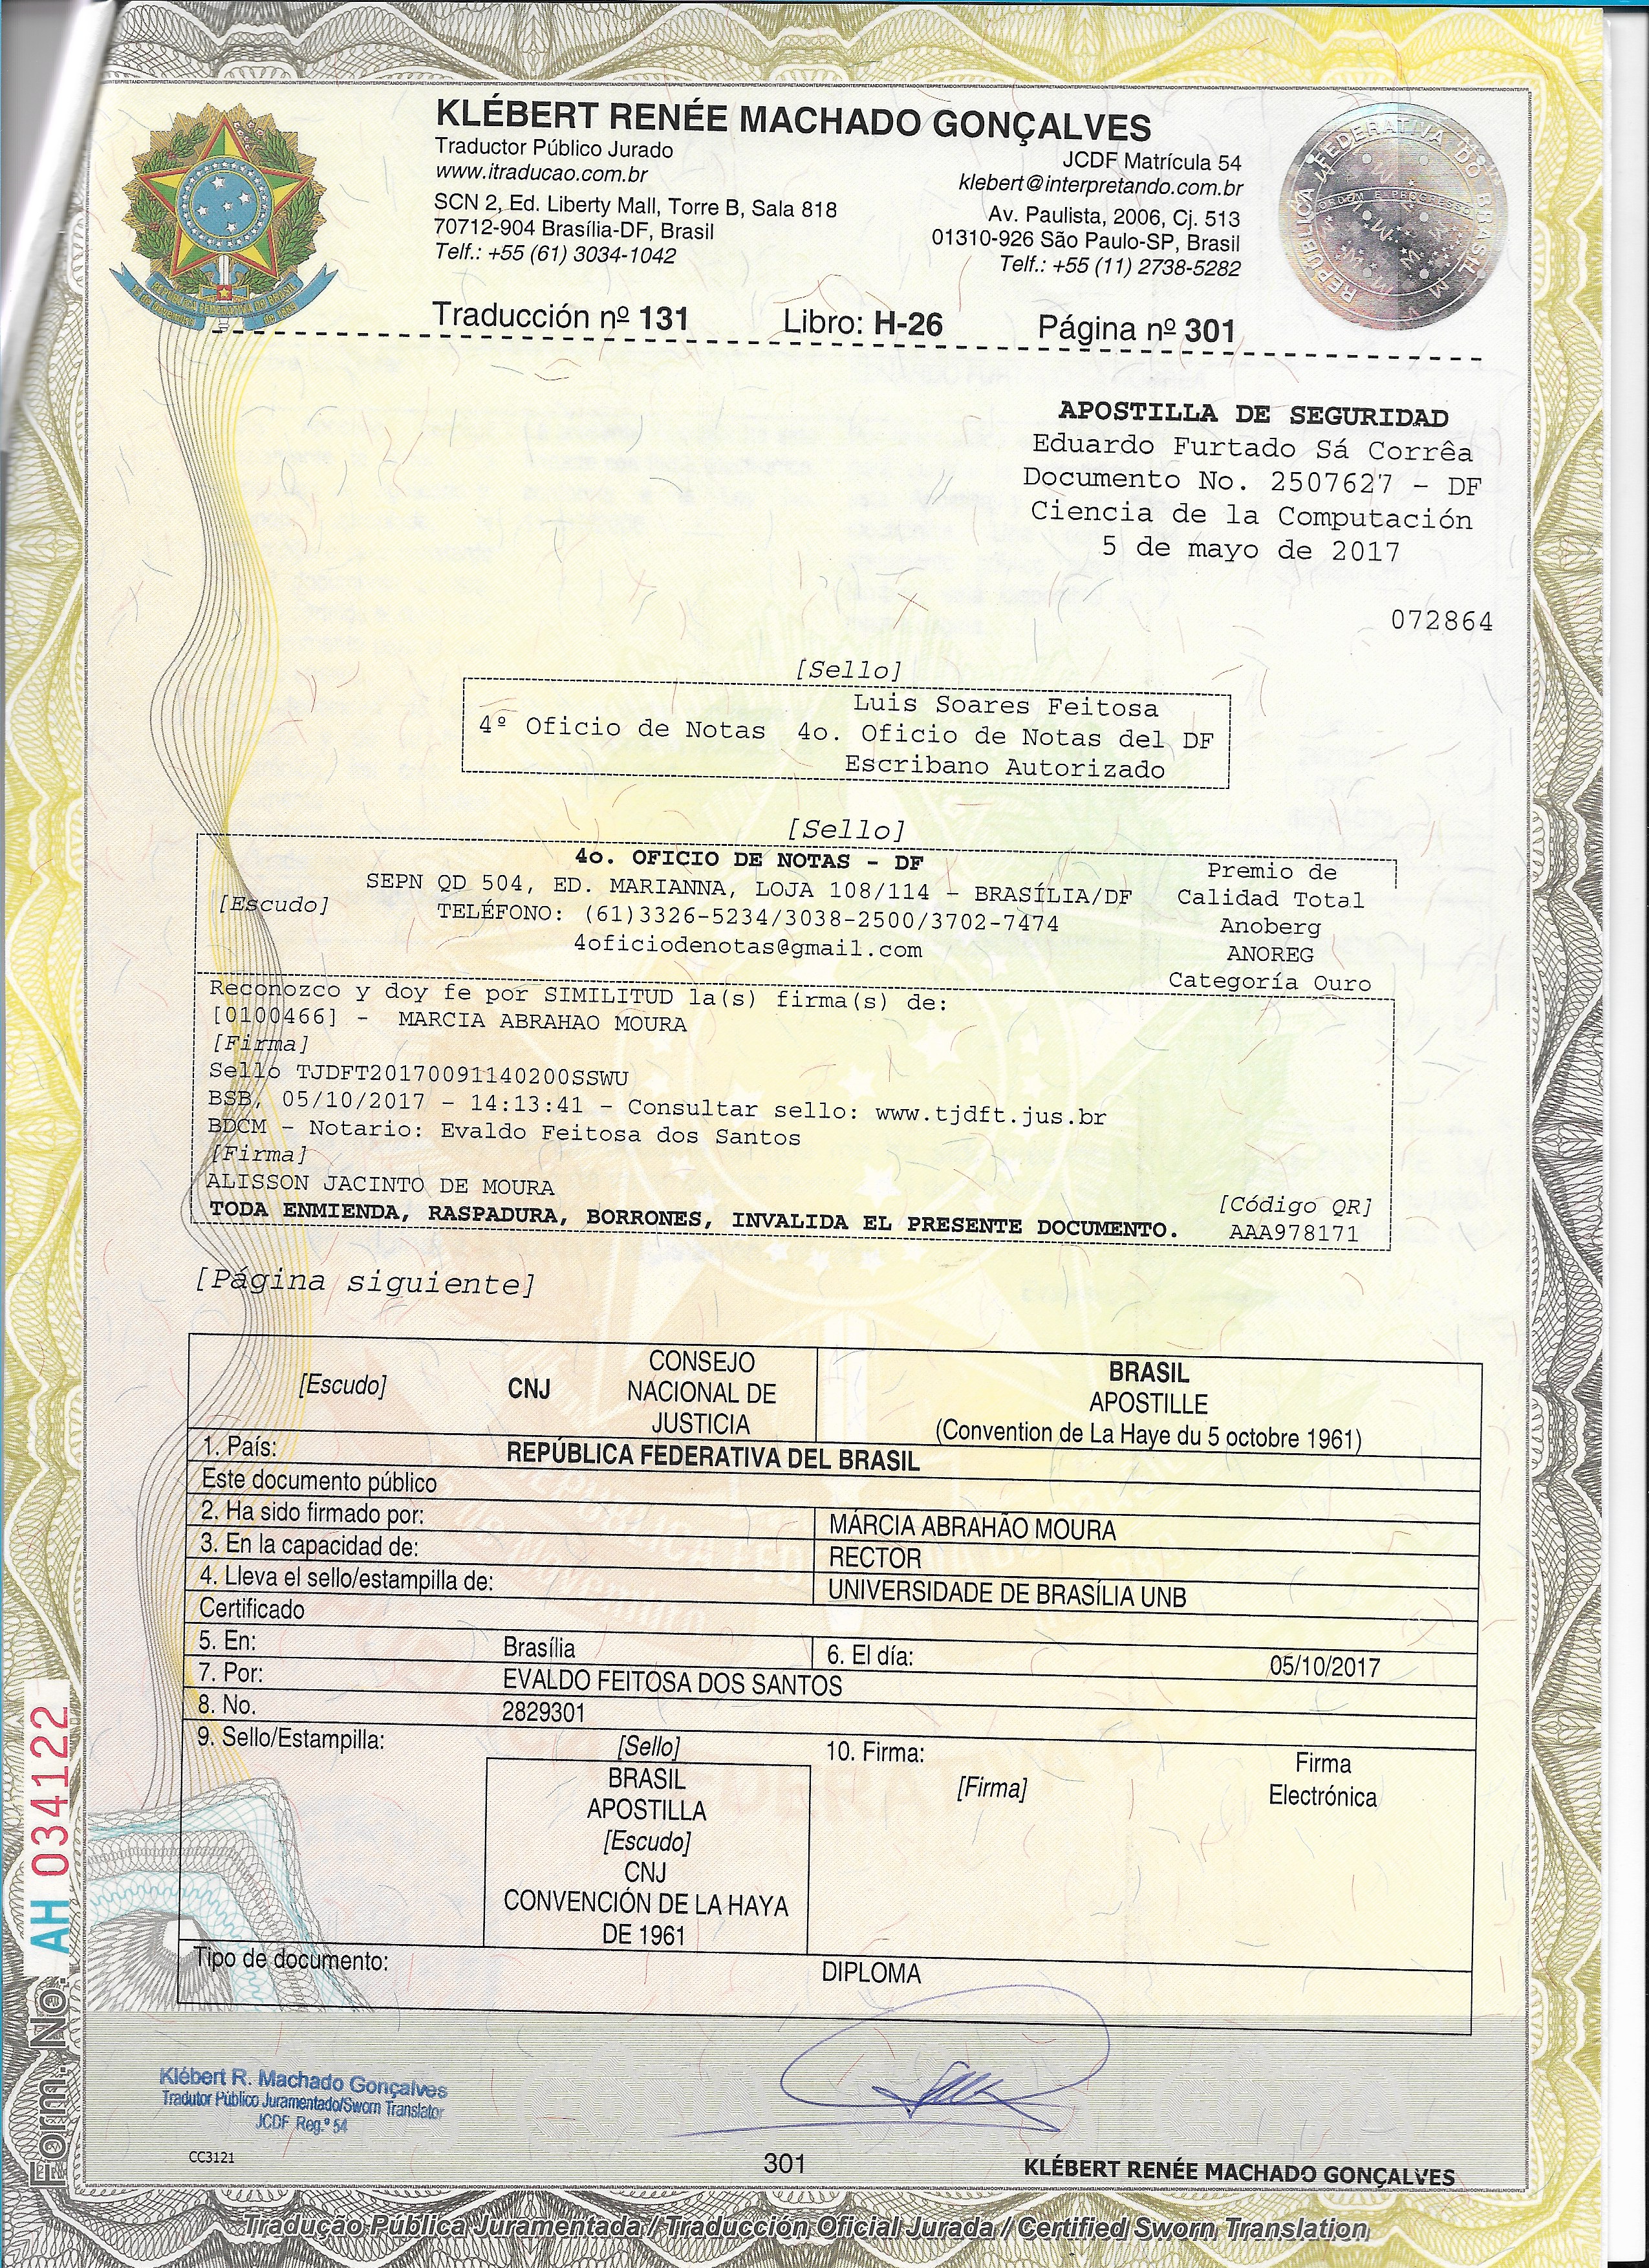 KLÉBERT RENÉE MACHADO GONÇALVES
Traductor Público Jurado
www.itraducao.com.br
SCN 2, Ed. Liberty Mall, Torre B, Sala 818
70712-904 Brasília-DF, Brasil
Telf.: +55 (61) 3034-1042
JCDF Matrícula 54
klebert@interpretando.com.br
Av. Paulista, 2006, Cj. 513
01310-926 São Paulo-SP, Brasil
Telf.: +55 (11) 2738-5282
REPÚBLICA FEDERATIVA DO BRASIL
ORDEM E PROGRESSO
Traducción nº 131 Libro: H-26 Página nº 301
APOSTILLA DE SEGURIDAD
Eduardo Furtado Sá Corrêa
Documento No. 2507627 - DF
Ciencia de la Computación
5 de mayo de 2017
072864
[Sello]
Luis Soares Feitosa
4º Oficio de Notas 4o. Oficio de Notas del DF
Escribano Autorizado
[Sello]
4o. OFICIO DE NOTAS - DF
SEPN QD 504, ED. MARIANNA, LOJA 108/114 - BRASÍLIA/DF
[Escudo]
TELÉFONO: (61)3326-5234/3038-2500/3702-7474
4oficiodenotas@gmail.com
Premio de
Calidad Total
Anoberg
ANOREG
Categoría Ouro
Reconozco y doy fe por SIMILITUD la(s) firma(s) de:
[0100466] - MARCIA ABRAHAO MOURA
[Firma]
Sello TJDFT20170091140200SSWU
BSB, 05/10/2017 - 14:13:41 - Consultar sello: www.tjdft.jus.br
BDCM - Notario: Evaldo Feitosa dos Santos
[Firma]
ALISSON JACINTO DE MOURA
TODA ENMIENDA, RASPADURA, BORRONES, INVALIDA EL PRESENTE DOCUMENTO.
[Código QR]
AAA978171
[Página siguiente]
[Escudo] CNJ
CONSEJO
NACIONAL DE
JUSTICIA
BRASIL
APOSTILLE
(Convention de La Haye du 5 octobre 1961)
1. País: REPÚBLICA FEDERATIVA DEL BRASIL
Este documento público
2. Ha sido firmado por: MÁRCIA ABRAHÃO MOURA
3. En la capacidad de: RECTOR
4. Lleva el sello/estampilla de: UNIVERSIDADE DE BRASÍLIA UNB
Certificado
5. En: Brasília 6. El día: 05/10/2017
7. Por: EVALDO FEITOSA DOS SANTOS
8. No. 2829301
9. Sello/Estampilla:
[Sello]
BRASIL
APOSTILLA
[Escudo]
CNJ
CONVENCIÓN DE LA HAYA
DE 1961
10. Firma:
[Firma]
Firma
Electrónica
Tipo de documento: DIPLOMA
Form. No. AH 034122
Klébert R. Machado Gonçalves
Tradutor Público Juramentado/Sworn Translator
JCDF Reg.º 54
CC3121
301
KLÉBERT RENÉE MACHADO GONÇALVES
Tradução Pública Juramentada / Traducción Oficial Jurada / Certified Sworn Translation